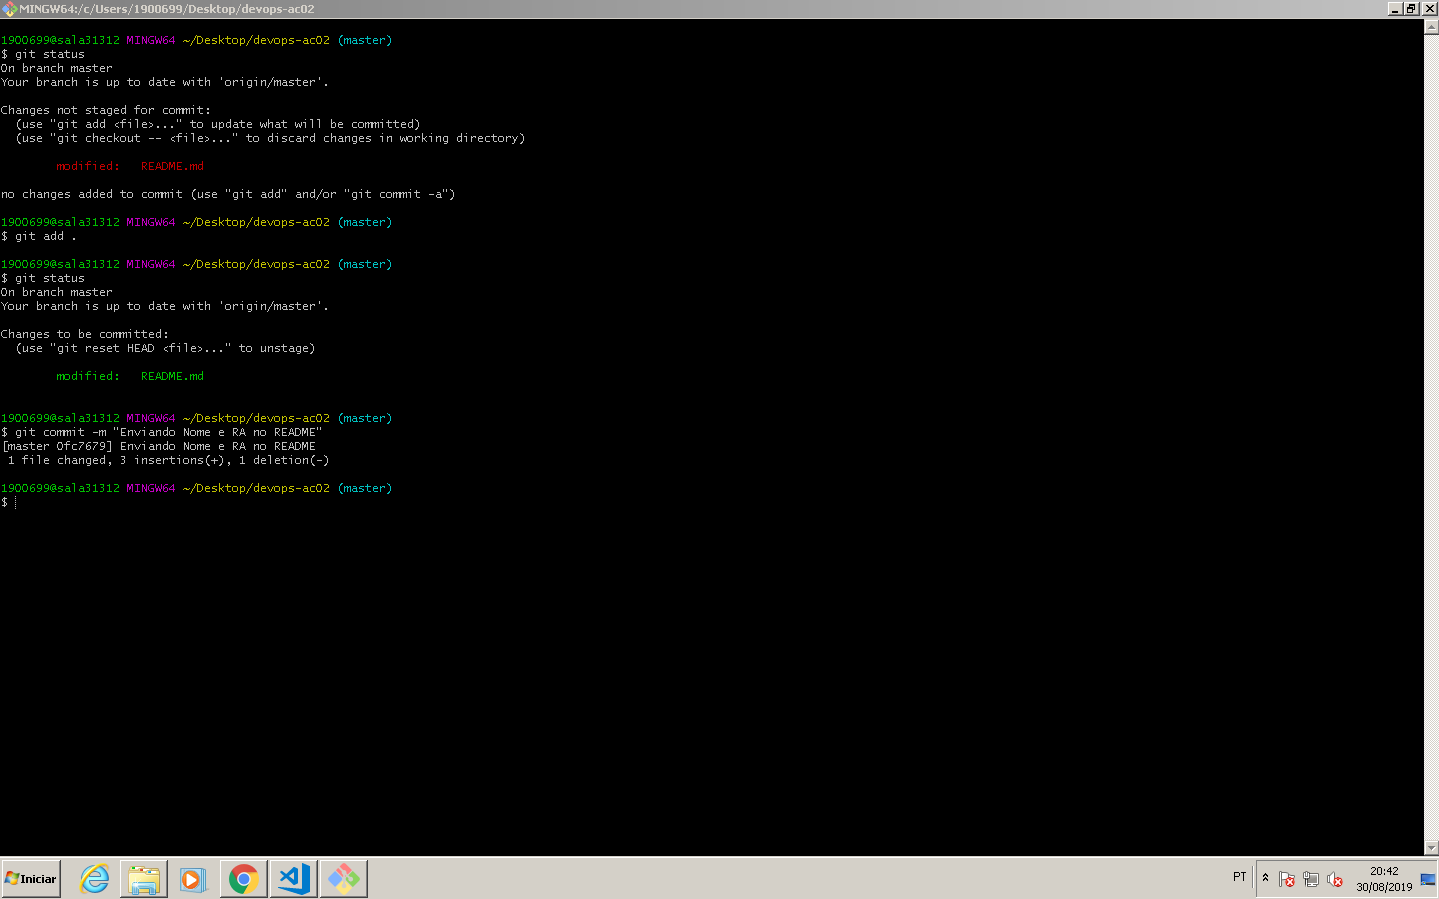 MINGW64:/c/Users/1900699/Desktop/devops-ac02
1900699@sala31312 MINGW64 ~/Desktop/devops-ac02 (master)
$ git status
On branch master
Your branch is up to date with 'origin/master'.
Changes not staged for commit:
(use "git add <file>..." to update what will be committed)
(use "git checkout -- <file>..." to discard changes in working directory)
modified: README.md
no changes added to commit (use "git add" and/or "git commit -a")
1900699@sala31312 MINGW64 ~/Desktop/devops-ac02 (master)
$ git add .
1900699@sala31312 MINGW64 ~/Desktop/devops-ac02 (master)
$ git status
On branch master
Your branch is up to date with 'origin/master'.
Changes to be committed:
(use "git reset HEAD <file>..." to unstage)
modified: README.md
1900699@sala31312 MINGW64 ~/Desktop/devops-ac02 (master)
$ git commit -m "Enviando Nome e RA no README"
[master 0fc7679] Enviando Nome e RA no README
1 file changed, 3 insertions(+), 1 deletion(-)
1900699@sala31312 MINGW64 ~/Desktop/devops-ac02 (master)
$
Iniciar
PT
20:42
30/08/2019